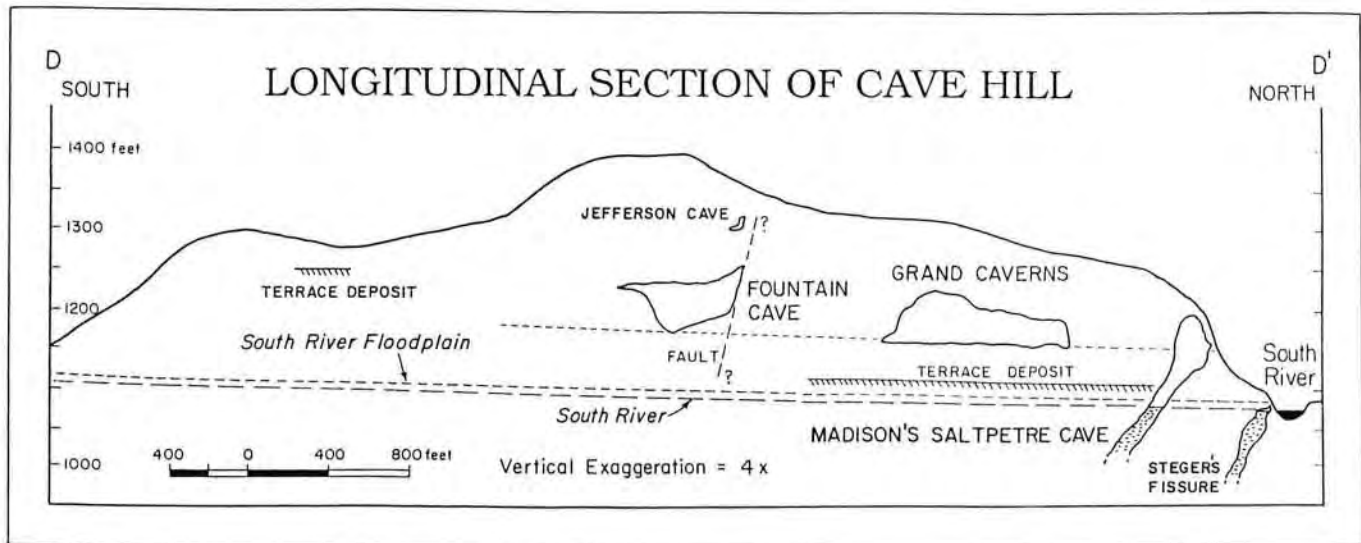 D
D'
SOUTH
LONGITUDINAL SECTION OF CAVE HILL
NORTH
1400 feet
JEFFERSON CAVE
?
1300
TERRACE DEPOSIT
FOUNTAIN
CAVE
GRAND CAVERNS
1200
South River Floodplain
FAULT
?
TERRACE DEPOSIT
South
River
South River
MADISON'S SALTPETRE CAVE
1000
400 0 400 800 feet
Vertical Exaggeration = 4 x
STEGER'S
FISSURE